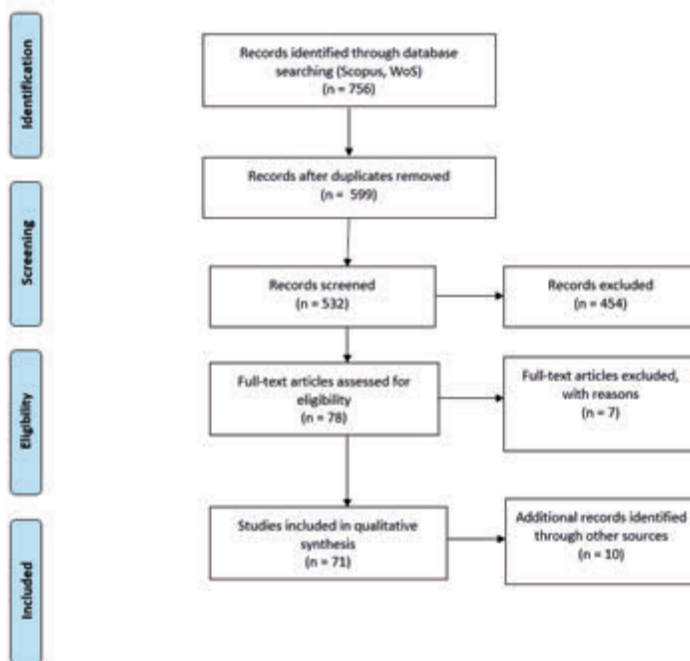 Identification
Records identified through database
searching (Scopus, WoS)
(n = 756)
Records after duplicates removed
(n = 599)
Screening
Records screened
(n = 532)
Records excluded
(n = 454)
Eligibility
Full-text articles assessed for
eligibility
(n = 78)
Full-text articles excluded,
with reasons
(n = 7)
Included
Studies included in qualitative
synthesis
(n = 71)
Additional records identified
through other sources
(n = 10)